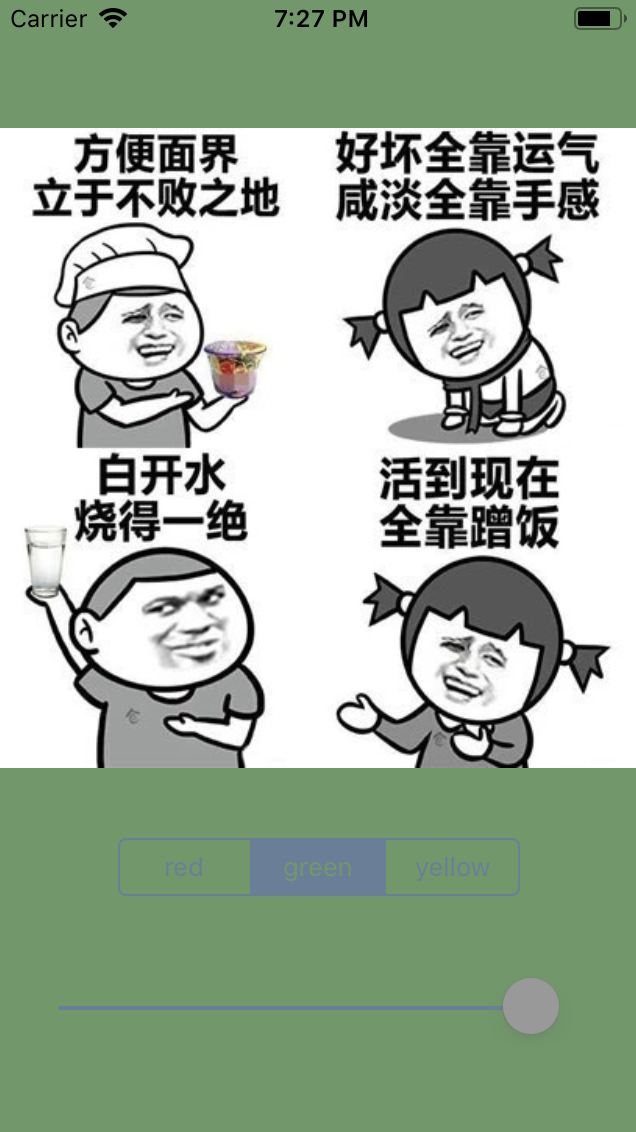 Carrier 7:27 PM
方便面界
立于不败之地
好坏全靠运气
咸淡全靠手感
白开水
烧得一绝
活到现在
全靠蹭饭
red green yellow